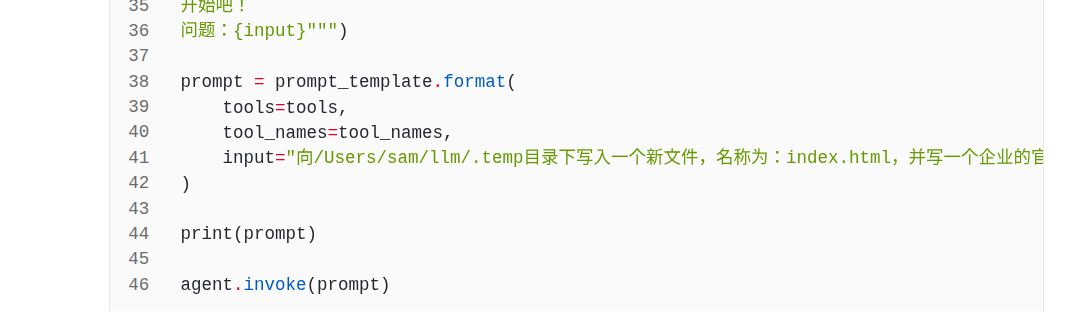 35 开始吧！
36 问题：{input}""")
37
38 prompt = prompt_template.format(
39     tools=tools,
40     tool_names=tool_names,
41     input="向/Users/sam/llm/.temp目录下写入一个新文件，名称为：index.html，并写一个企业的官
42 )
43
44 print(prompt)
45
46 agent.invoke(prompt)